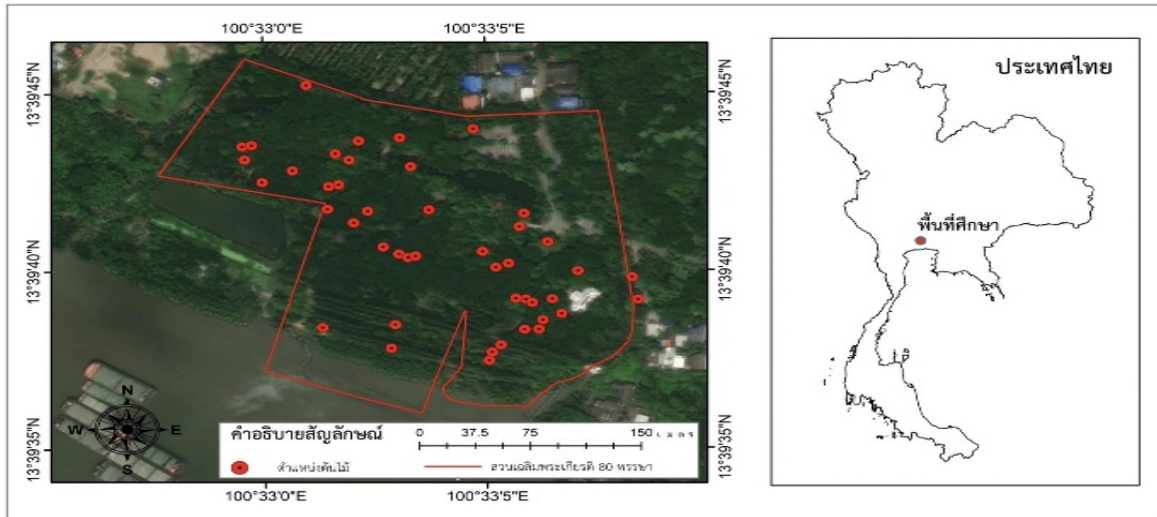 100°33'0"E 100°33'5"E
13°39'45"N 13°39'45"N
13°39'40"N 13°39'40"N
13°39'35"N 13°39'35"N
N
W E
S
คำอธิบายสัญลักษณ์ 0 37.5 75 150 เมตร
ตำแหน่งต้นไม้ สวนเฉลิมพระเกียรติ 80 พรรษา
100°33'0"E 100°33'5"E
ประเทศไทย
พื้นที่ศึกษา